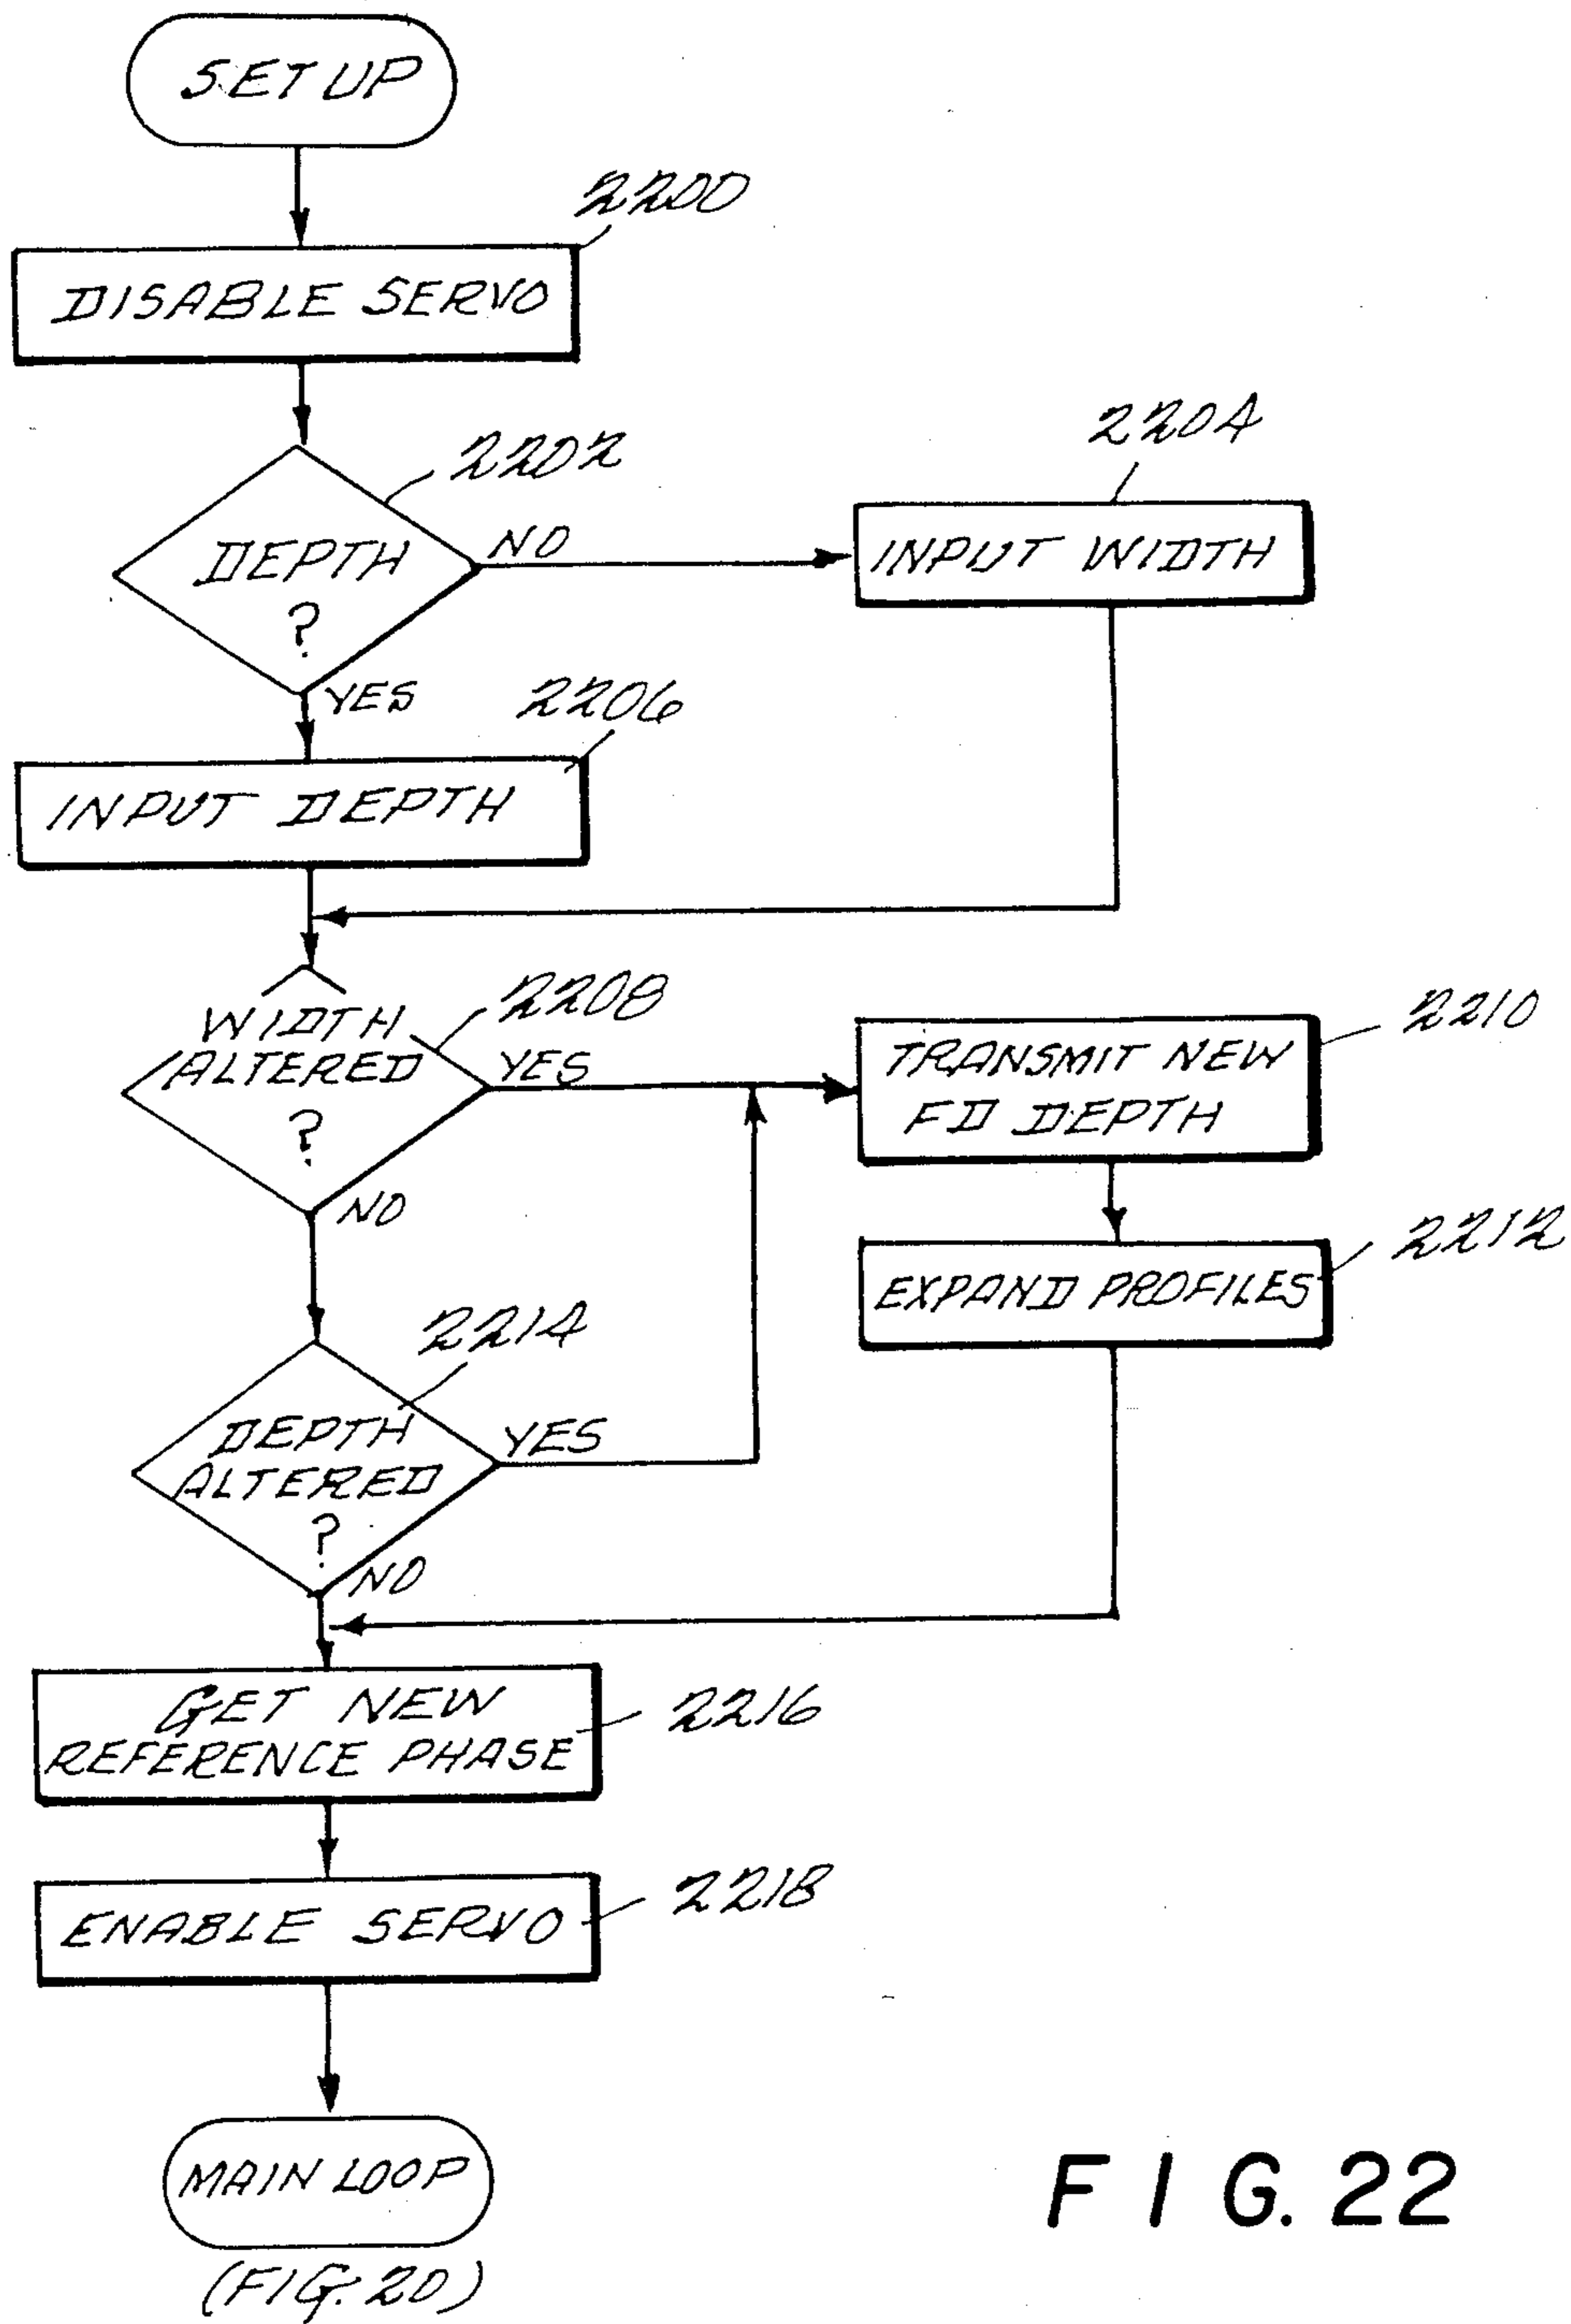 SET UP
2200
DISABLE SERVO
2202
2204
DEPTH
?
NO
INPUT WIDTH
YES
2206
INPUT DEPTH
2208
WIDTH
ALTERED
?
YES
NO
2210
TRANSMIT NEW
FD DEPTH
2212
EXPAND PROFILES
2214
DEPTH
ALTERED
?
YES
NO
GET NEW
REFERENCE PHASE
2216
ENABLE SERVO
2218
MAIN LOOP
(FIG. 20)
FIG. 22